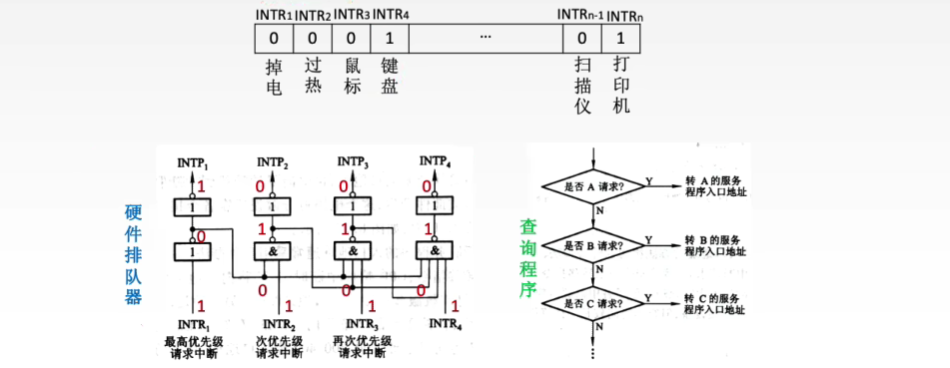 INTR1 INTR2 INTR3 INTR4 INTRn-1 INTRn
0 0 0 1 ... 0 1
掉电 过热 鼠标 键盘 扫描仪 打印机
INTP1 INTP2 INTP3 INTP4
1 0 0 0
1 1 1 1
0 1 1 1
1 & & &
0 0 0
1 1 1 1
INTR1 INTR2 INTR3 INTR4
最高优先级 次优先级 再次优先级
请求中断 请求中断 请求中断
硬件排队器
是否 A 请求? Y 转 A 的服务
程序入口地址
N
是否 B 请求? Y 转 B 的服务
程序入口地址
N
是否 C 请求? Y 转 C 的服务
程序入口地址
N
查询程序